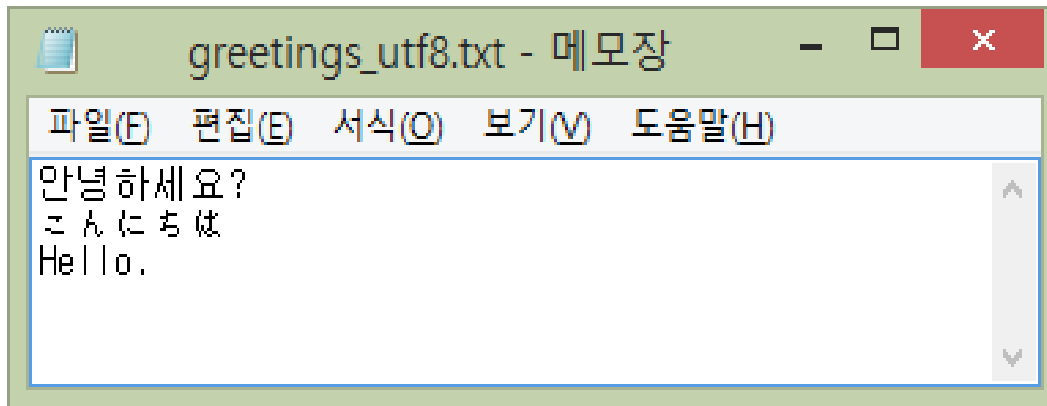 greetings_utf8.txt - 메모장
파일(F) 편집(E) 서식(O) 보기(V) 도움말(H)
안녕하세요?
こんにちは
Hello.